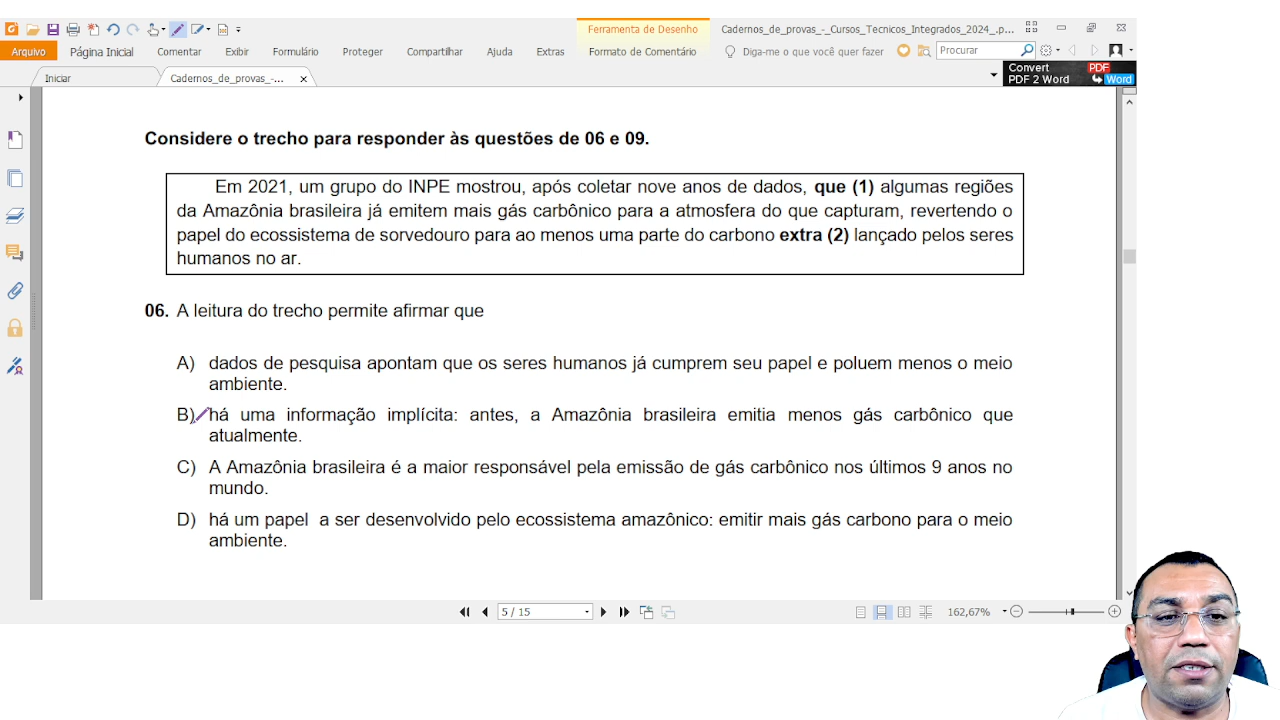 Ferramenta de Desenho
Cadernos_de_provas_-_Cursos_Tecnicos_Integrados_2024_.p...
Arquivo Página Inicial Comentar Exibir Formulário Proteger Compartilhar Ajuda Extras Formato de Comentário Diga-me o que você quer fazer Procurar
Iniciar Cadernos_de_provas_-...
Convert PDF
PDF 2 Word Word
Considere o trecho para responder às questões de 06 e 09.
Em 2021, um grupo do INPE mostrou, após coletar nove anos de dados, que (1) algumas regiões
da Amazônia brasileira já emitem mais gás carbônico para a atmosfera do que capturam, revertendo o
papel do ecossistema de sorvedouro para ao menos uma parte do carbono extra (2) lançado pelos seres
humanos no ar.
06. A leitura do trecho permite afirmar que
A) dados de pesquisa apontam que os seres humanos já cumprem seu papel e poluem menos o meio
ambiente.
B) há uma informação implícita: antes, a Amazônia brasileira emitia menos gás carbônico que
atualmente.
C) A Amazônia brasileira é a maior responsável pela emissão de gás carbônico nos últimos 9 anos no
mundo.
D) há um papel a ser desenvolvido pelo ecossistema amazônico: emitir mais gás carbono para o meio
ambiente.
5 / 15
162,67%